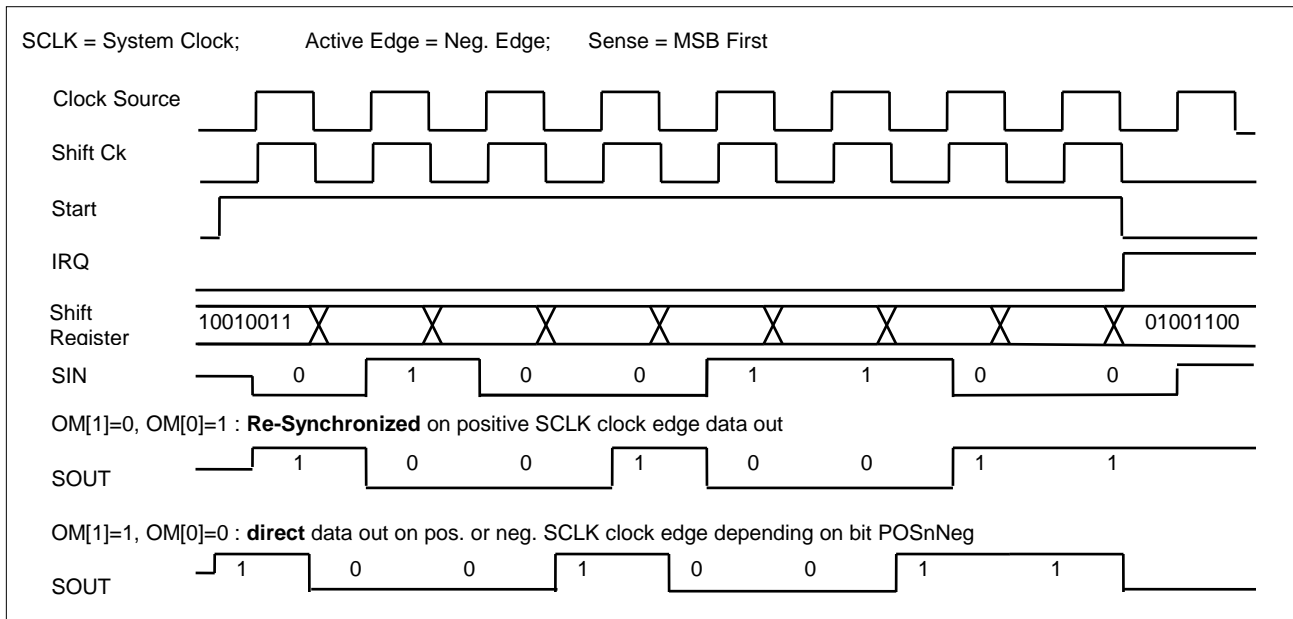 SCLK = System Clock; Active Edge = Neg. Edge; Sense = MSB First
Clock Source
Shift Ck
Start
IRQ
Shift
Register
10010011 01001100
SIN
0 1 0 0 1 1 0 0
OM[1]=0, OM[0]=1 : Re-Synchronized on positive SCLK clock edge data out
SOUT
1 0 0 1 0 0 1 1
OM[1]=1, OM[0]=0 : direct data out on pos. or neg. SCLK clock edge depending on bit POSnNeg
SOUT
1 0 0 1 0 0 1 1